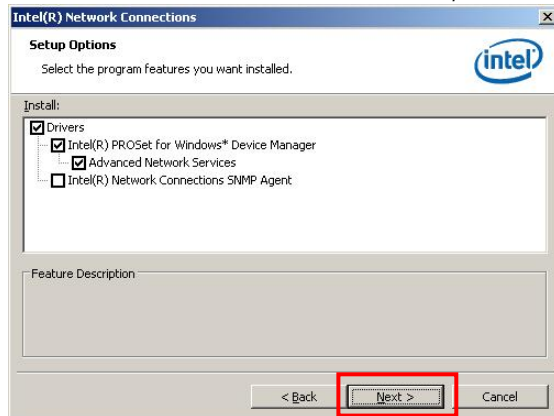 Intel(R) Network Connections
Setup Options
Select the program features you want installed.
intel
Install:
Drivers
Intel(R) PROSet for Windows* Device Manager
Advanced Network Services
Intel(R) Network Connections SNMP Agent
Feature Description
< Back
Next >
Cancel